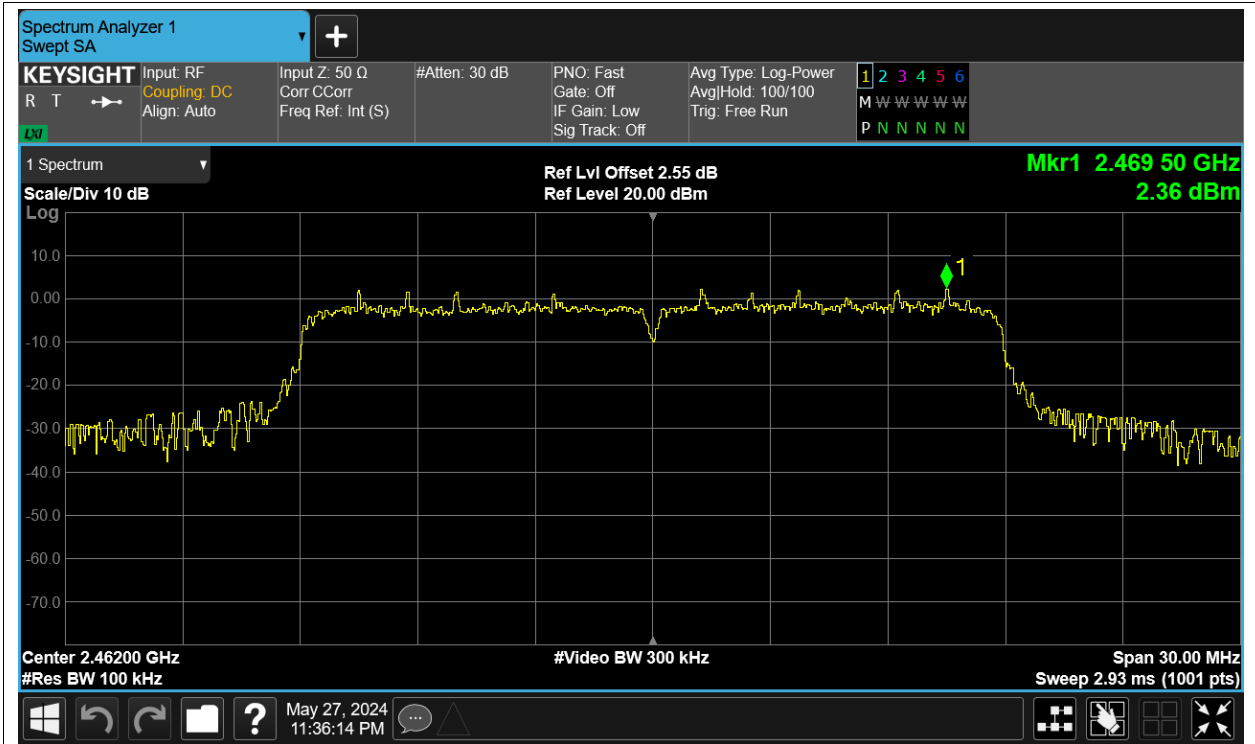 Spectrum Analyzer 1
Swept SA
KEYSIGHT
R T
LXI
Input: RF
Coupling: DC
Align: Auto
Input Z: 50 Ω
Corr CCorr
Freq Ref: Int (S)
#Atten: 30 dB
PNO: Fast
Gate: Off
IF Gain: Low
Sig Track: Off
Avg Type: Log-Power
Avg|Hold: 100/100
Trig: Free Run
1 2 3 4 5 6
M W W W W W
P N N N N N
1 Spectrum
Scale/Div 10 dB
Log
Ref Lvl Offset 2.55 dB
Ref Level 20.00 dBm
Mkr1 2.469 50 GHz
2.36 dBm
1
10.0
0.00
-10.0
-20.0
-30.0
-40.0
-50.0
-60.0
-70.0
Center 2.46200 GHz
#Video BW 300 kHz
Span 30.00 MHz
#Res BW 100 kHz
Sweep 2.93 ms (1001 pts)
?
May 27, 2024
11:36:14 PM